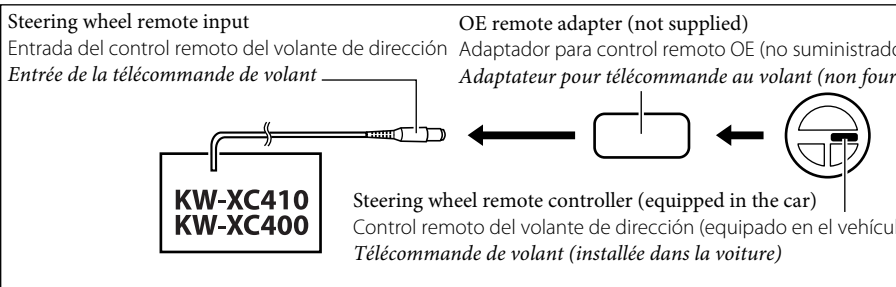 Steering wheel remote input
Entrada del control remoto del volante de dirección
Entrée de la télécommande de volant
OE remote adapter (not supplied)
Adaptador para control remoto OE (no suministrado
Adaptateur pour télécommande au volant (non four
KW-XC410
KW-XC400
Steering wheel remote controller (equipped in the car)
Control remoto del volante de dirección (equipado en el vehícul
Télécommande de volant (installée dans la voiture)